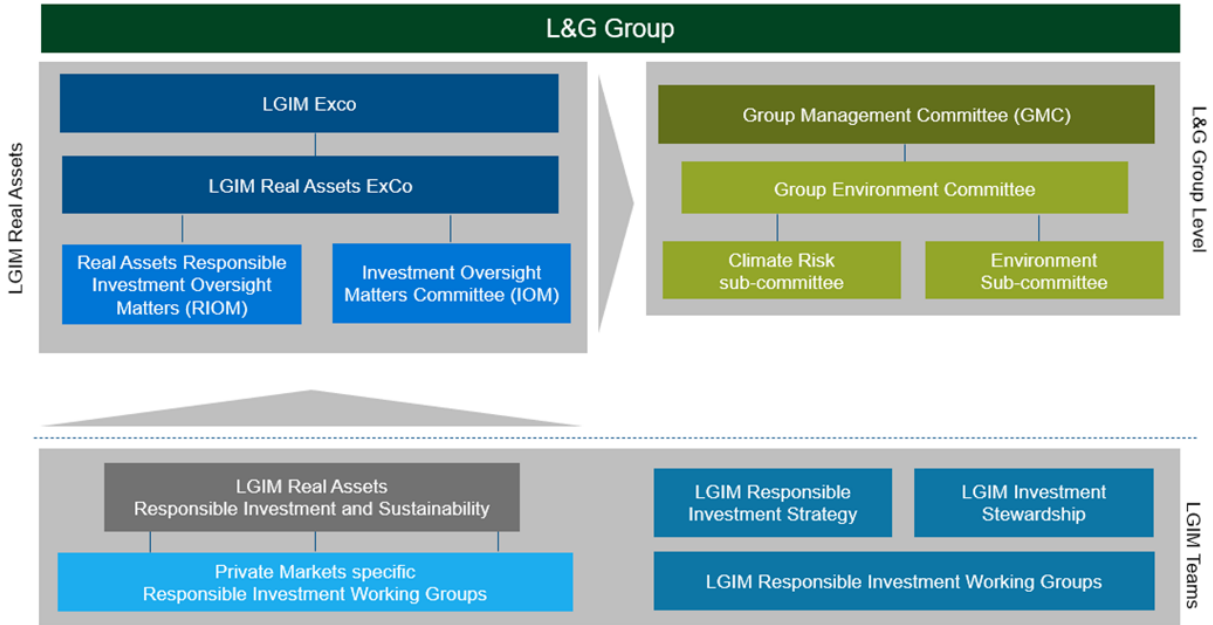 L&G Group
LGIM Real Assets
LGIM Exco
LGIM Real Assets ExCo
Real Assets Responsible
Investment Oversight
Matters (RIOM)
Investment Oversight
Matters Committee (IOM)
Group Management Committee (GMC)
Group Environment Committee
Climate Risk
sub-committee
Environment
Sub-committee
L&G Group Level
LGIM Real Assets
Responsible Investment and Sustainability
Private Markets specific
Responsible Investment Working Groups
LGIM Responsible
Investment Strategy
LGIM Investment
Stewardship
LGIM Responsible Investment Working Groups
LGIM Teams